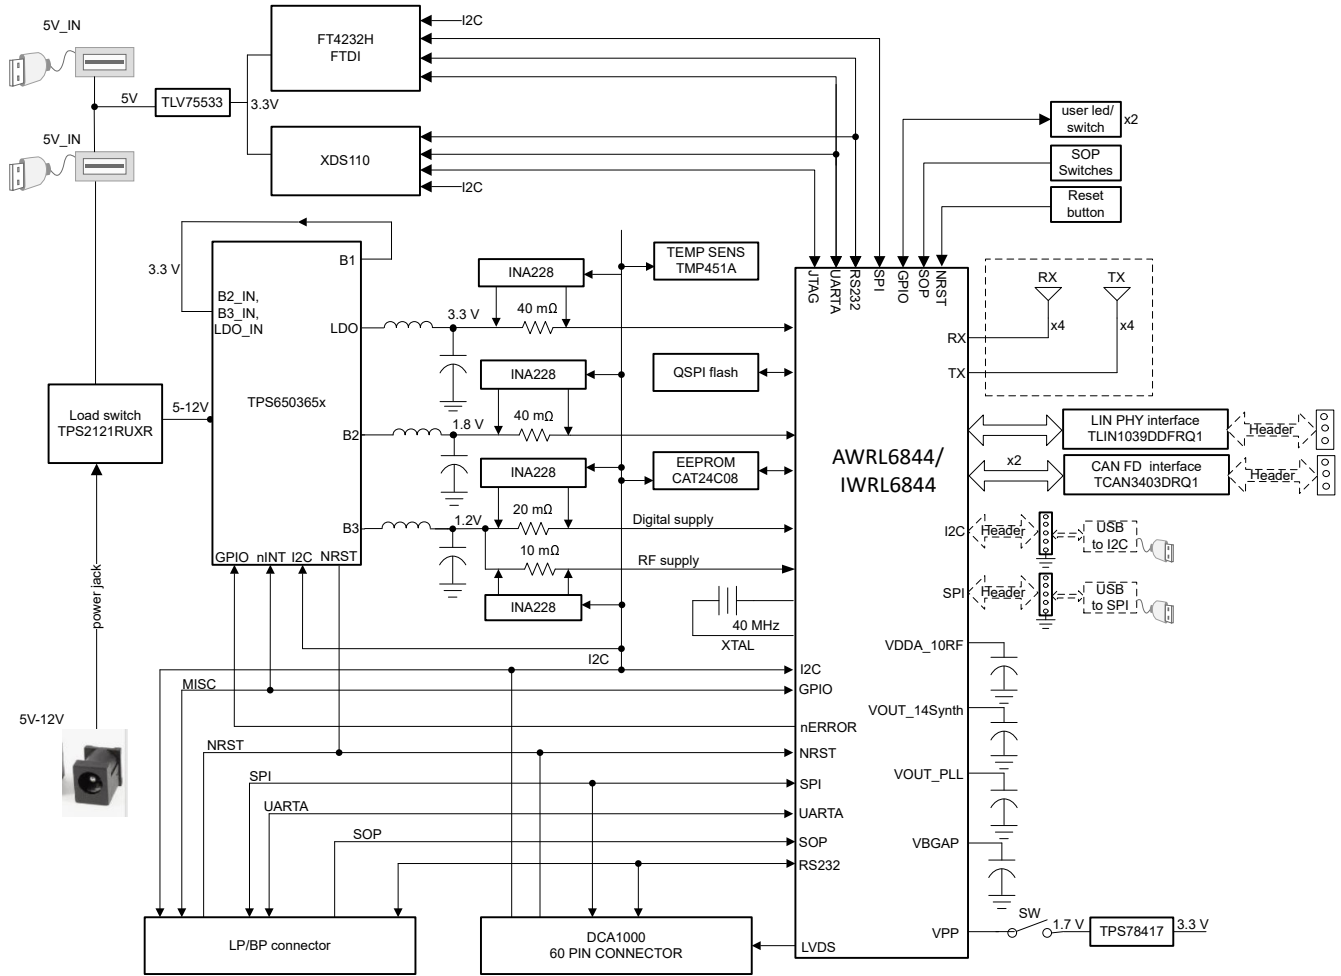 5V_IN
FT4232H
FTDI
I2C
5V
TLV75533
3.3V
5V_IN
XDS110
I2C
user led/
switch
x2
SOP
Switches
Reset
button
3.3 V
B1
B2_IN,
B3_IN,
LDO_IN
LDO
TPS650365x
B2
B3
GPIO nINT I2C NRST
Load switch
TPS2121RUXR
5-12V
power jack
5V-12V
INA228
3.3 V
40 mΩ
INA228
1.8 V
40 mΩ
INA228
1.2V
20 mΩ
Digital supply
10 mΩ
RF supply
INA228
TEMP SENS
TMP451A
QSPI flash
EEPROM
CAT24C08
40 MHz
XTAL
JTAG
UARTA
RS232
SPI
GPIO
SOP
NRST
AWRL6844/
IWRL6844
RX
TX
x4
x4
RX
TX
LIN PHY interface
TLIN1039DDFRQ1
Header
x2
CAN FD interface
TCAN3403DRQ1
Header
I2C
Header
USB
to I2C
SPI
Header
USB
to SPI
VDDA_10RF
VOUT_14Synth
VOUT_PLL
VBGAP
VPP
SW
1.7 V
TPS78417
3.3 V
I2C
I2C
MISC
GPIO
nERROR
NRST
NRST
SPI
SPI
UARTA
UARTA
SOP
SOP
RS232
LVDS
LP/BP connector
DCA1000
60 PIN CONNECTOR